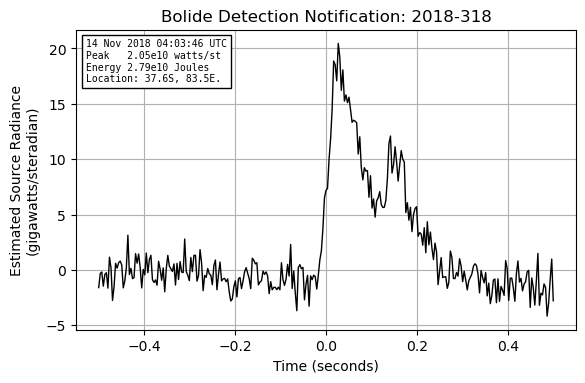 Bolide Detection Notification: 2018-318
14 Nov 2018 04:03:46 UTC
Peak   2.05e10 watts/st
Energy 2.79e10 Joules
Location: 37.6S, 83.5E.
Estimated Source Radiance
(gigawatts/steradian)
20
15
10
5
0
−5
−0.4
−0.2
0.0
0.2
0.4
Time (seconds)